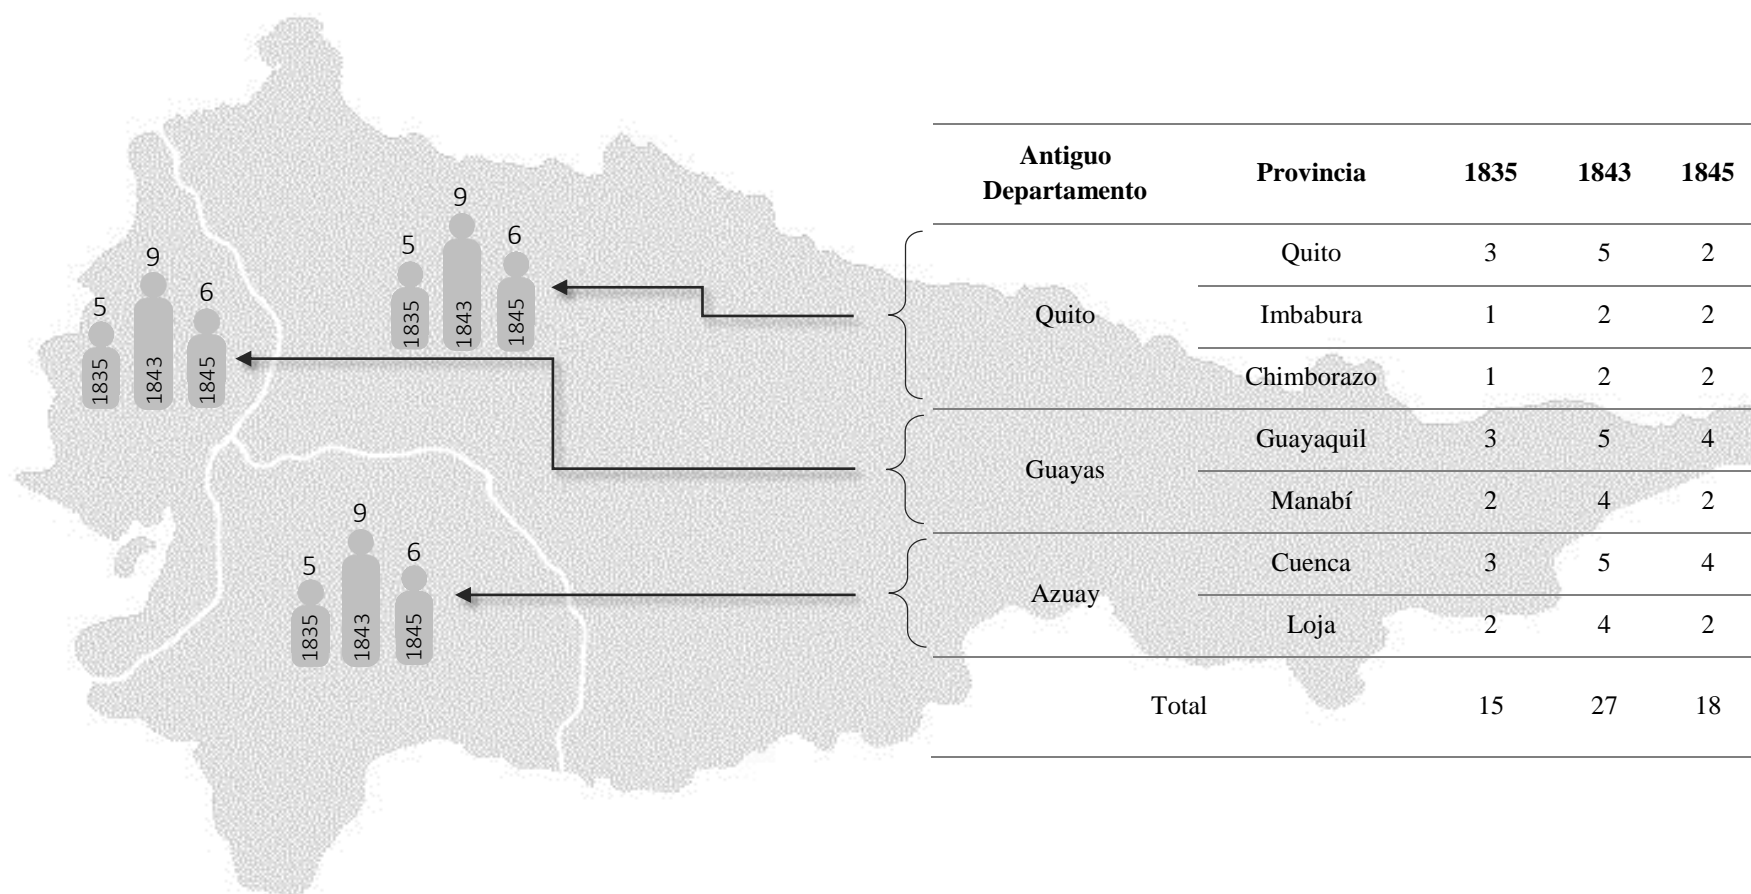 9
5
6
1835
1843
1845
9
5
6
1835
1843
1845
9
5
6
1835
1843
1845
Antiguo Departamento Provincia 1835 1843 1845
Quito
Quito 3 5 2
Imbabura 1 2 2
Chimborazo 1 2 2
Guayas
Guayaquil 3 5 4
Manabí 2 4 2
Azuay
Cuenca 3 5 4
Loja 2 4 2
Total 15 27 18